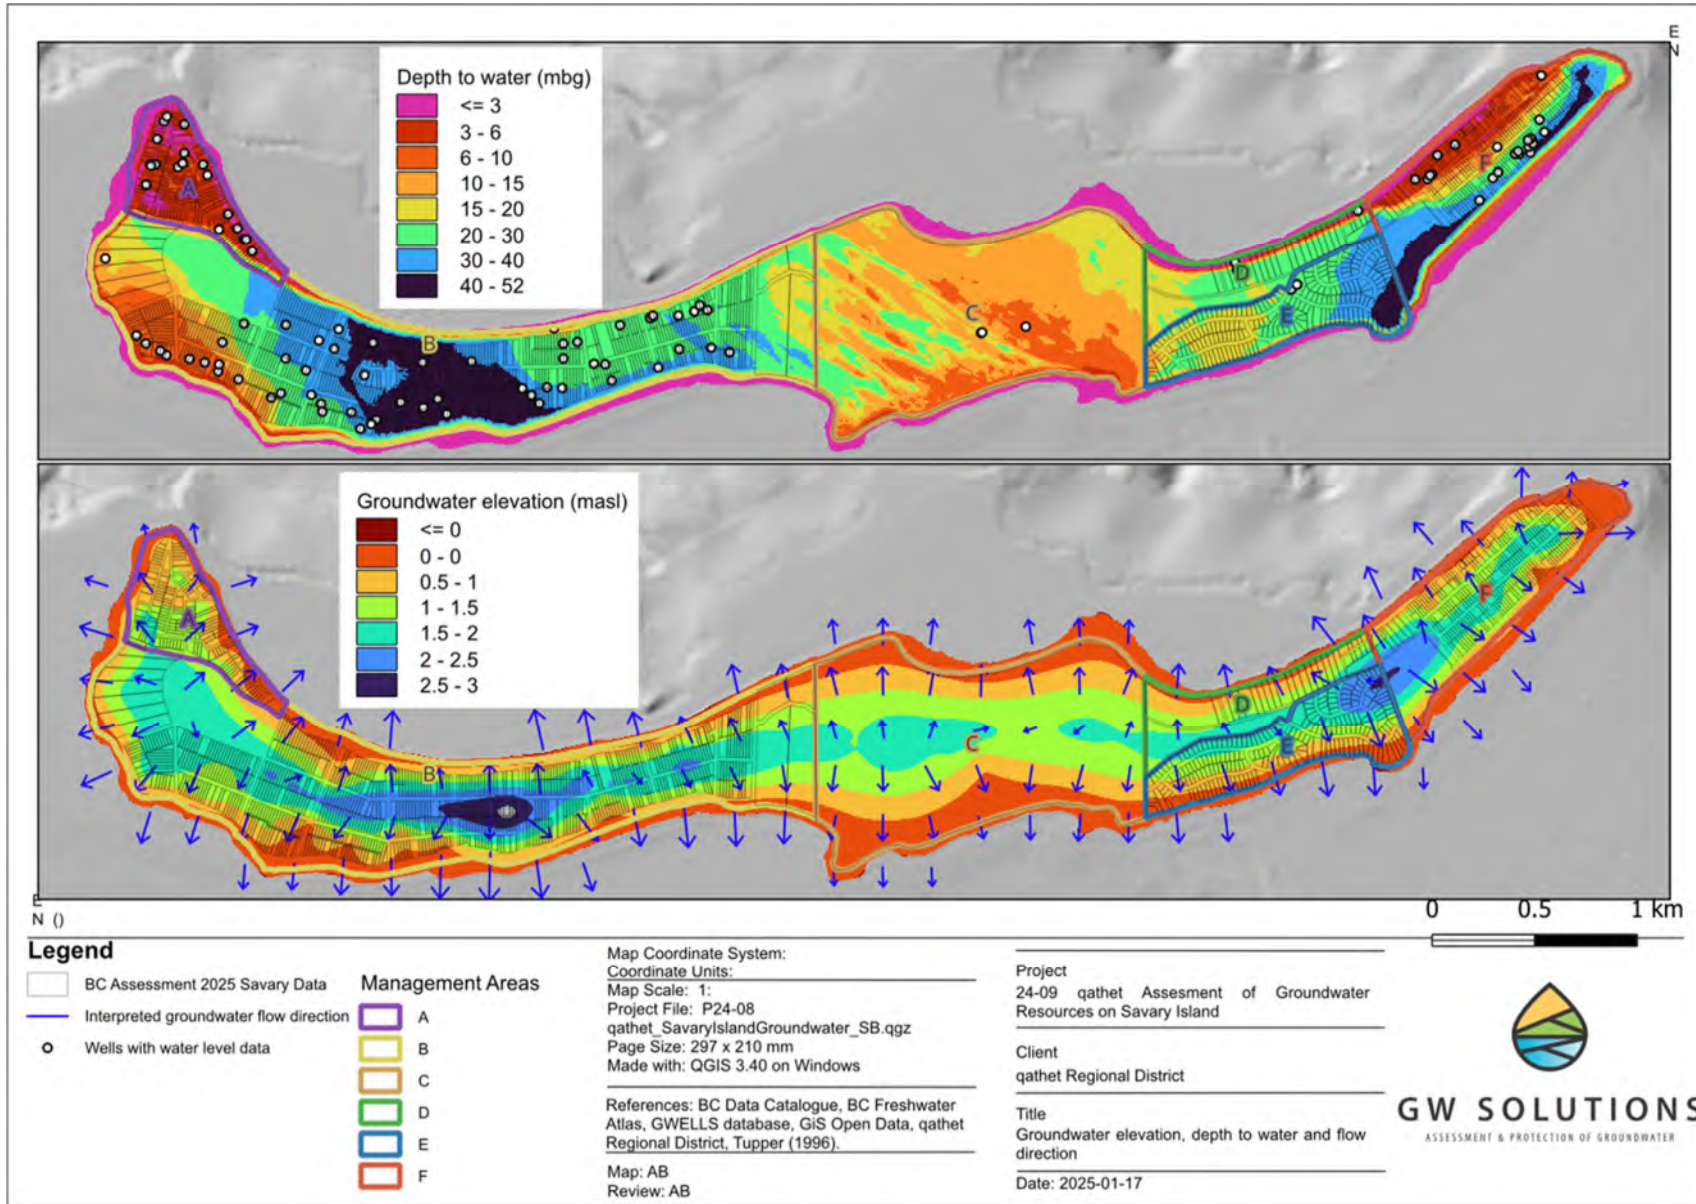 E
N
Depth to water (mbg)
<= 3
3 - 6
6 - 10
10 - 15
15 - 20
20 - 30
30 - 40
40 - 52
A
B
C
D
E
F
Groundwater elevation (masl)
<= 0
0 - 0
0.5 - 1
1 - 1.5
1.5 - 2
2 - 2.5
2.5 - 3
A
B
C
D
E
F
E
N ()
0 0.5 1 km
Legend
BC Assessment 2025 Savary Data
Interpreted groundwater flow direction
Wells with water level data
Management Areas
A
B
C
D
E
F
Map Coordinate System:
Coordinate Units:
Map Scale: 1:
Project File: P24-08
qathet_SavaryIslandGroundwater_SB.qgz
Page Size: 297 x 210 mm
Made with: QGIS 3.40 on Windows
References: BC Data Catalogue, BC Freshwater
Atlas, GWELLS database, GiS Open Data, qathet
Regional District, Tupper (1996).
Map: AB
Review: AB
Project
24-09 qathet Assesment of Groundwater
Resources on Savary Island
Client
qathet Regional District
Title
Groundwater elevation, depth to water and flow
direction
Date: 2025-01-17
GW SOLUTIONS
ASSESSMENT & PROTECTION OF GROUNDWATER